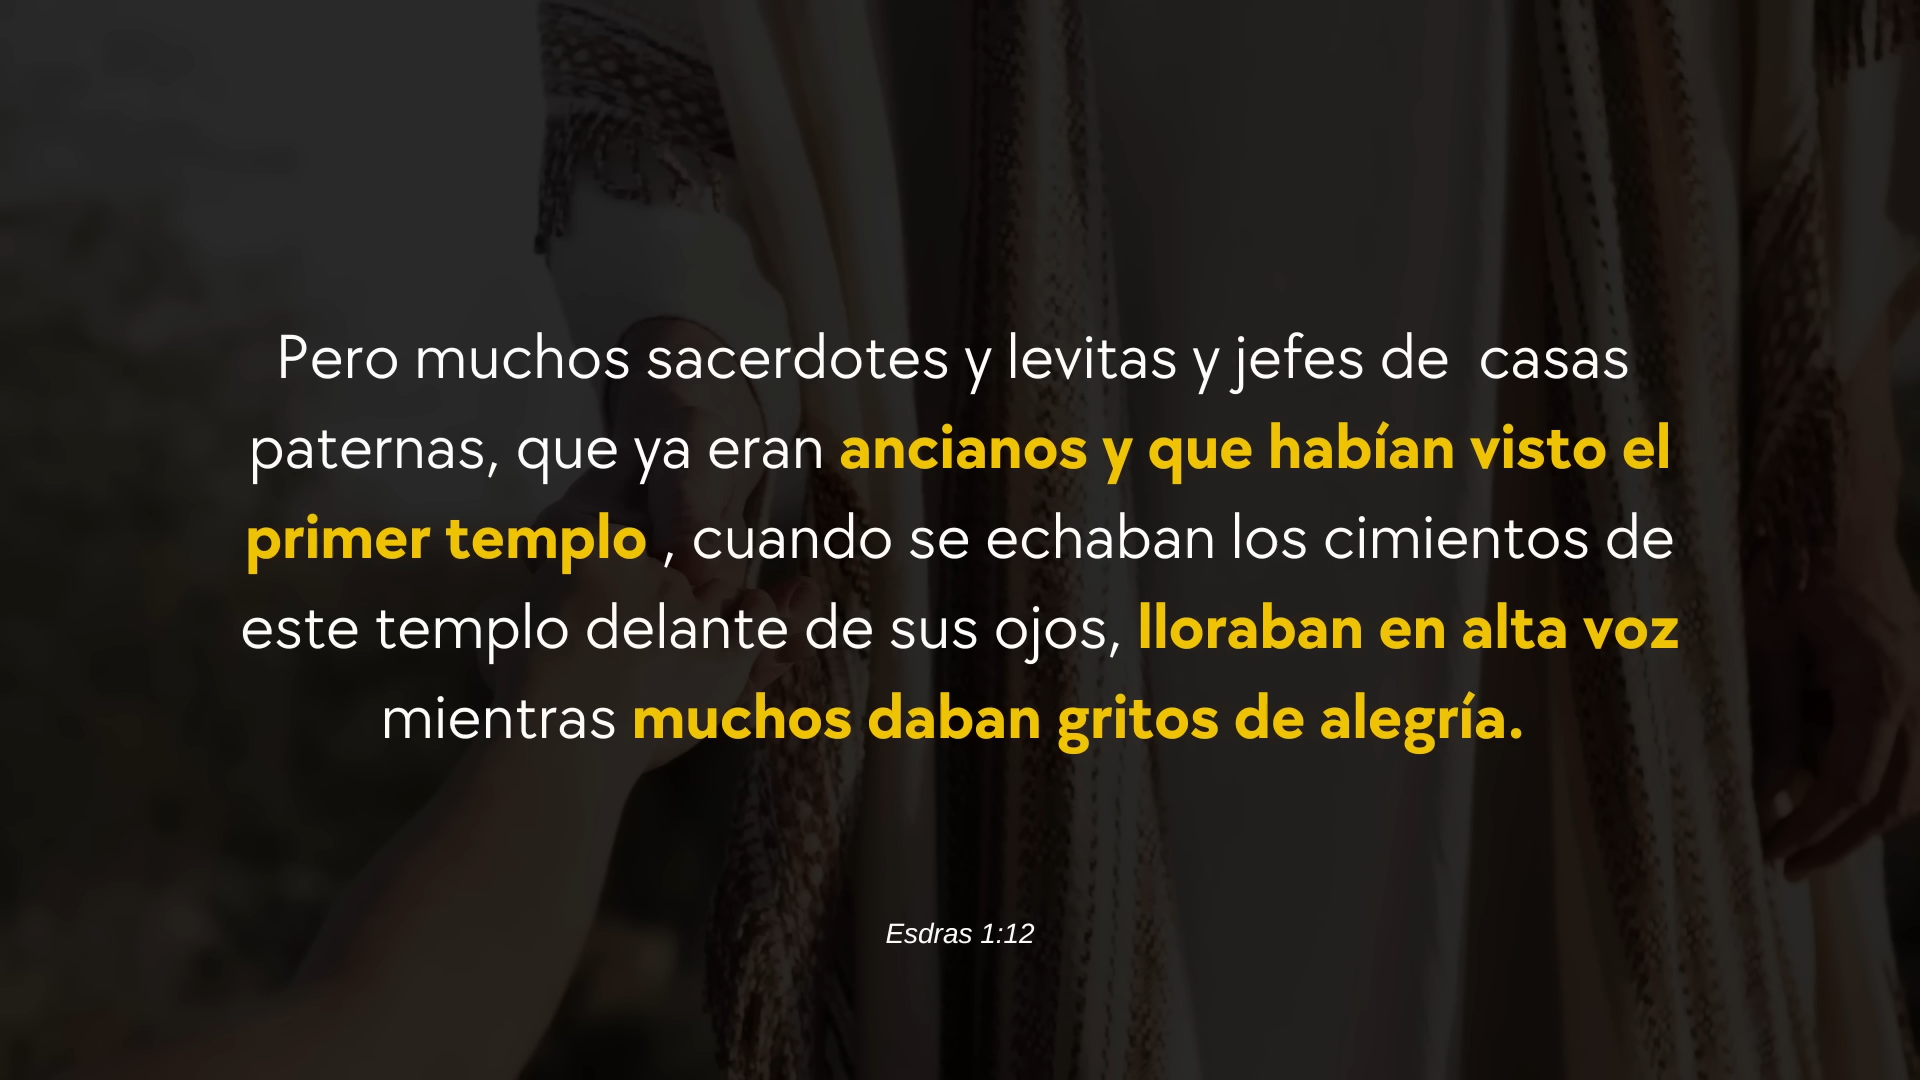 Pero muchos sacerdotes y levitas y jefes de  casas
paternas, que ya eran ancianos y que habían visto el
primer templo , cuando se echaban los cimientos de
este templo delante de sus ojos, lloraban en alta voz
mientras muchos daban gritos de alegría.
Esdras 1:12